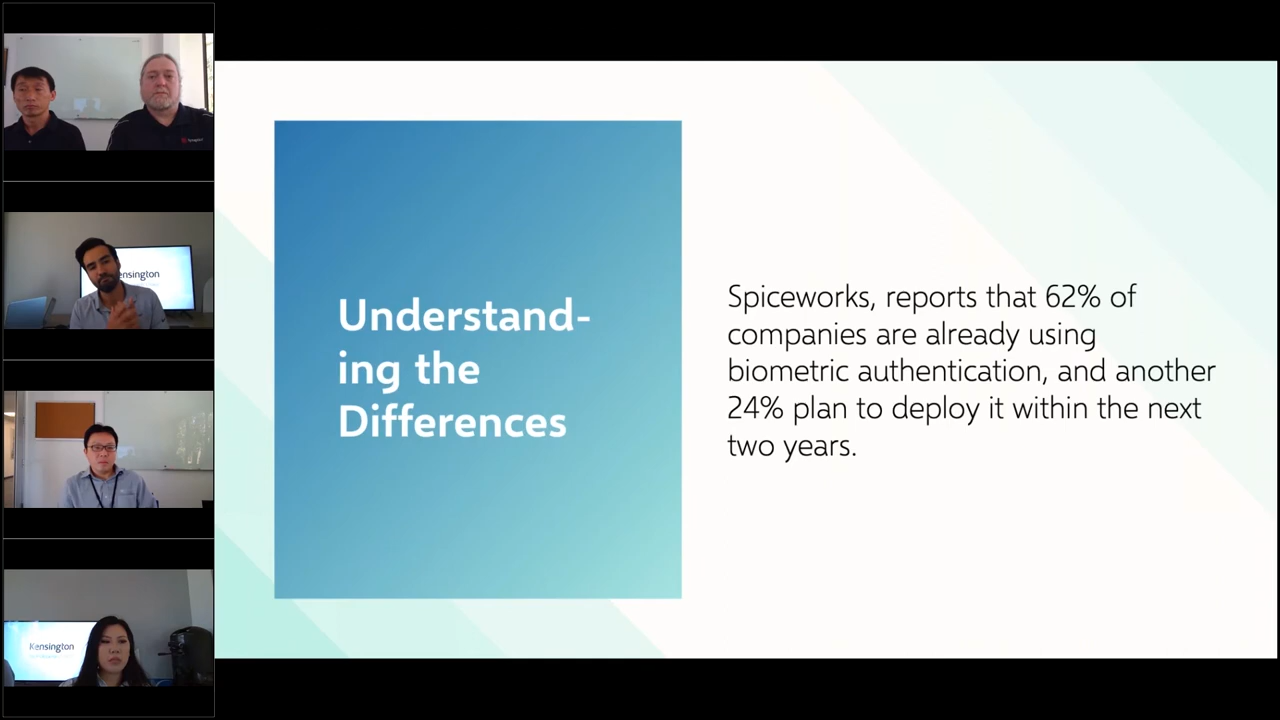 ensington
Kensington
Understand-
ing the
Differences
Spiceworks, reports that 62% of
companies are already using
biometric authentication, and another
24% plan to deploy it within the next
two years.